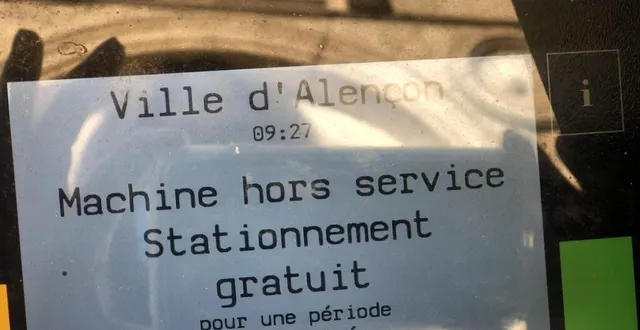 Ville d'Alençon
09:27
i
Machine hors service
Stationnement
gratuit
pour une période